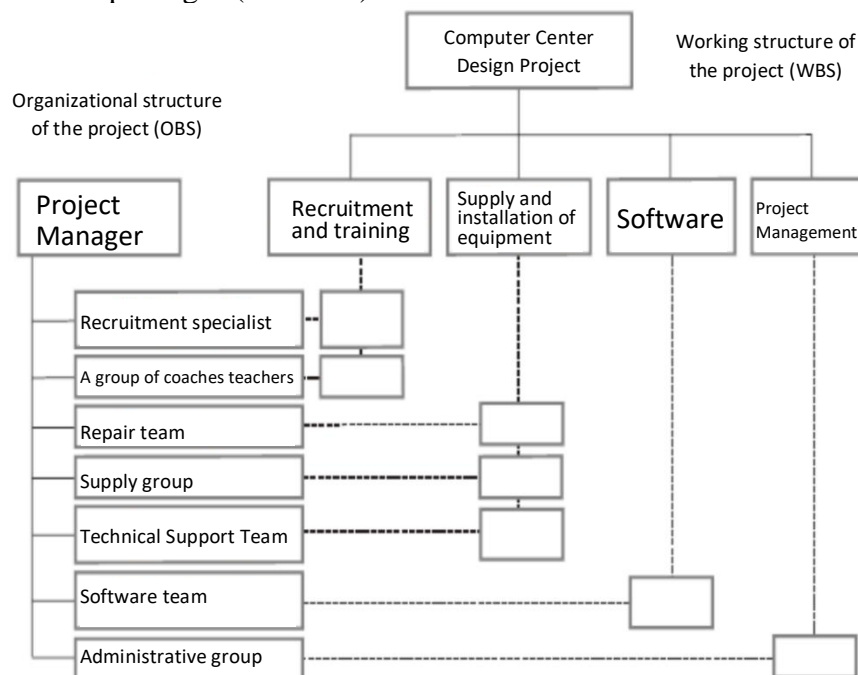 Computer Center
Design Project
Working structure of
the project (WBS)
Organizational structure
of the project (OBS)
Project
Manager
Recruitment
and training
Supply and
installation of
equipment
Software
Project
Management
Recruitment specialist
A group of coaches teachers
Repair team
Supply group
Technical Support Team
Software team
Administrative group